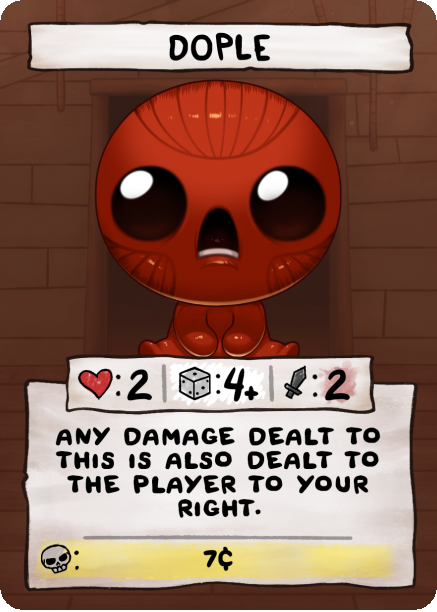 DOPLE
:2 :4+ :2
ANY DAMAGE DEALT TO
THIS IS ALSO DEALT TO
THE PLAYER TO YOUR
RIGHT.
: 7¢